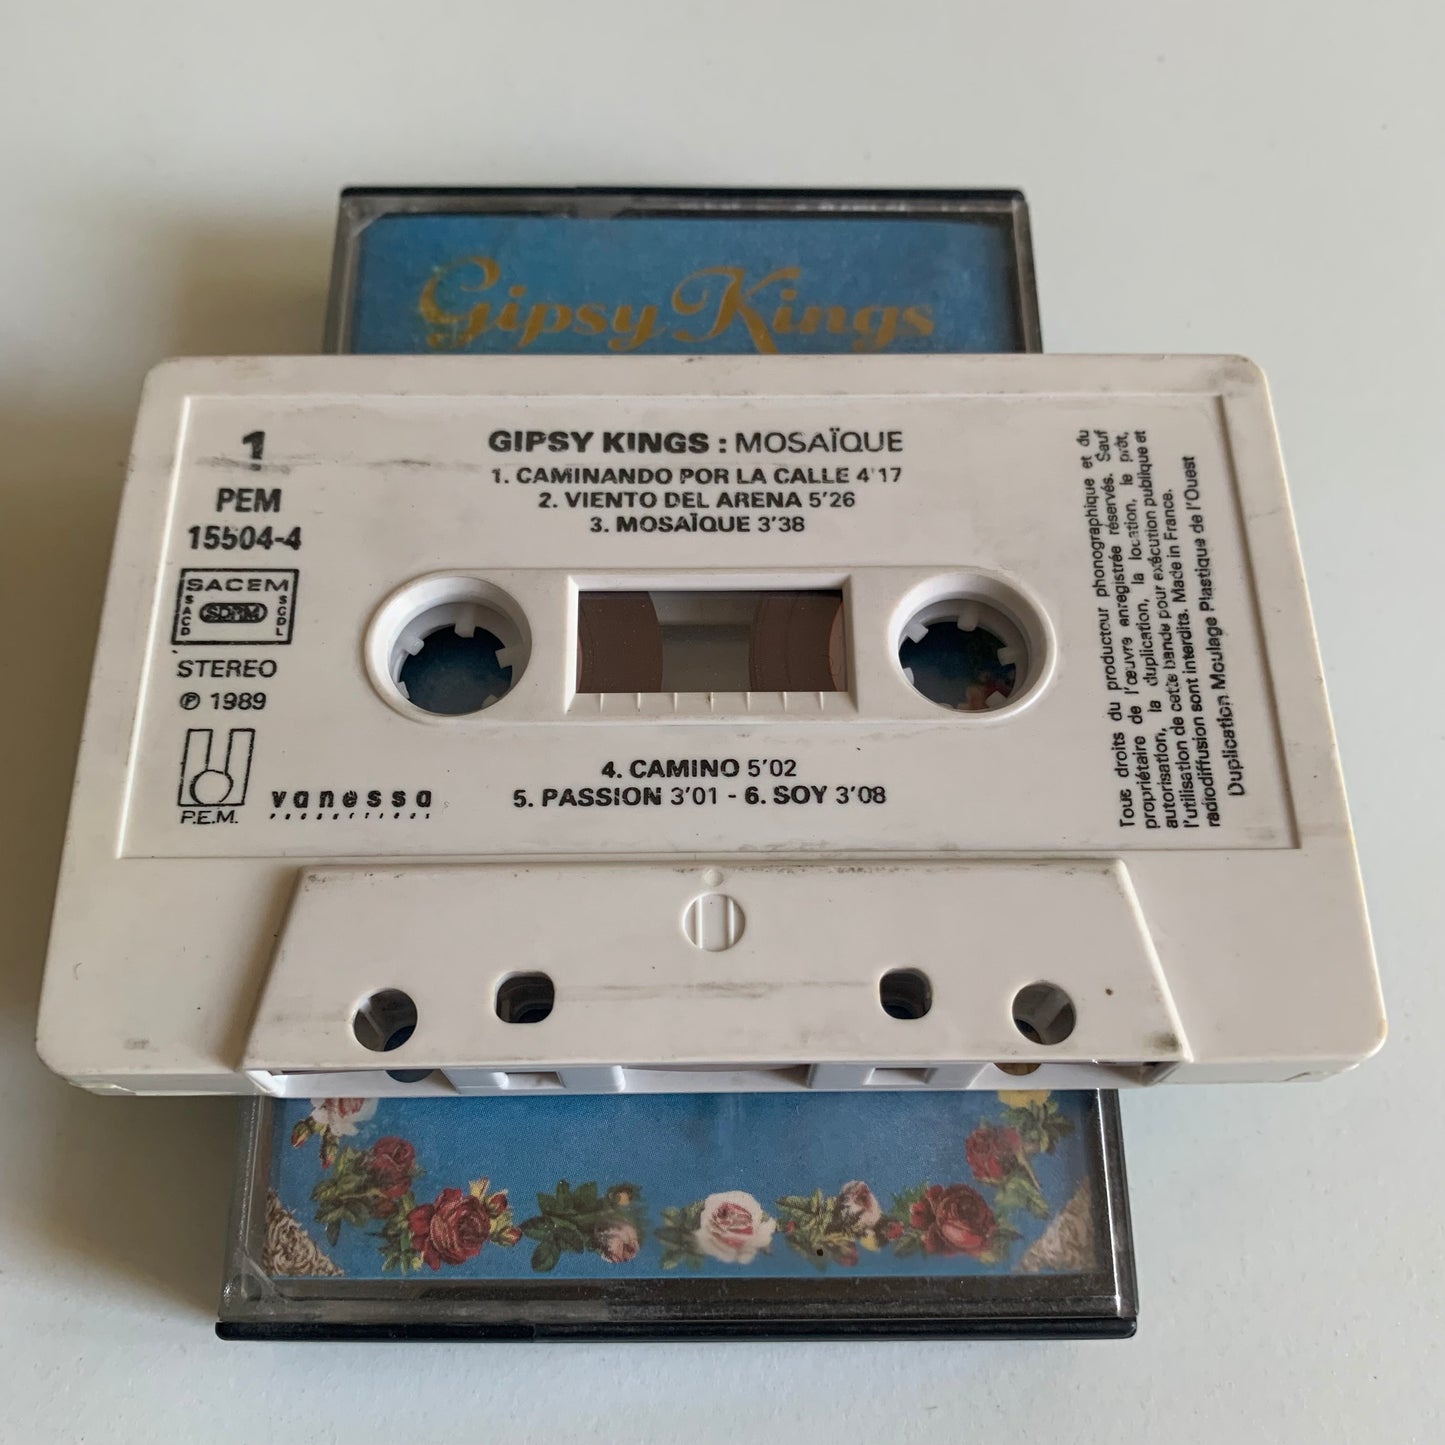 Gipsy Kings
1
PEM
15504-4
SACEM
SACD
SDRM
SCDL
STEREO
℗ 1989
P.E.M.
vanessa
PRODUCTIONS
GIPSY KINGS : MOSAÏQUE
1. CAMINANDO POR LA CALLE 4'17
2. VIENTO DEL ARENA 5'26
3. MOSAÏQUE 3'38
4. CAMINO 5'02
5. PASSION 3'01 - 6. SOY 3'08
Tous droits du producteur phonographique et du
propriétaire de l'œuvre enregistrée réservés. Sauf
autorisation, la duplication, la location, le prêt,
l'utilisation de cette bande pour exécution publique et
radiodiffusion sont interdits. Made in France.
Duplication Moulage Plastique de l'Ouest